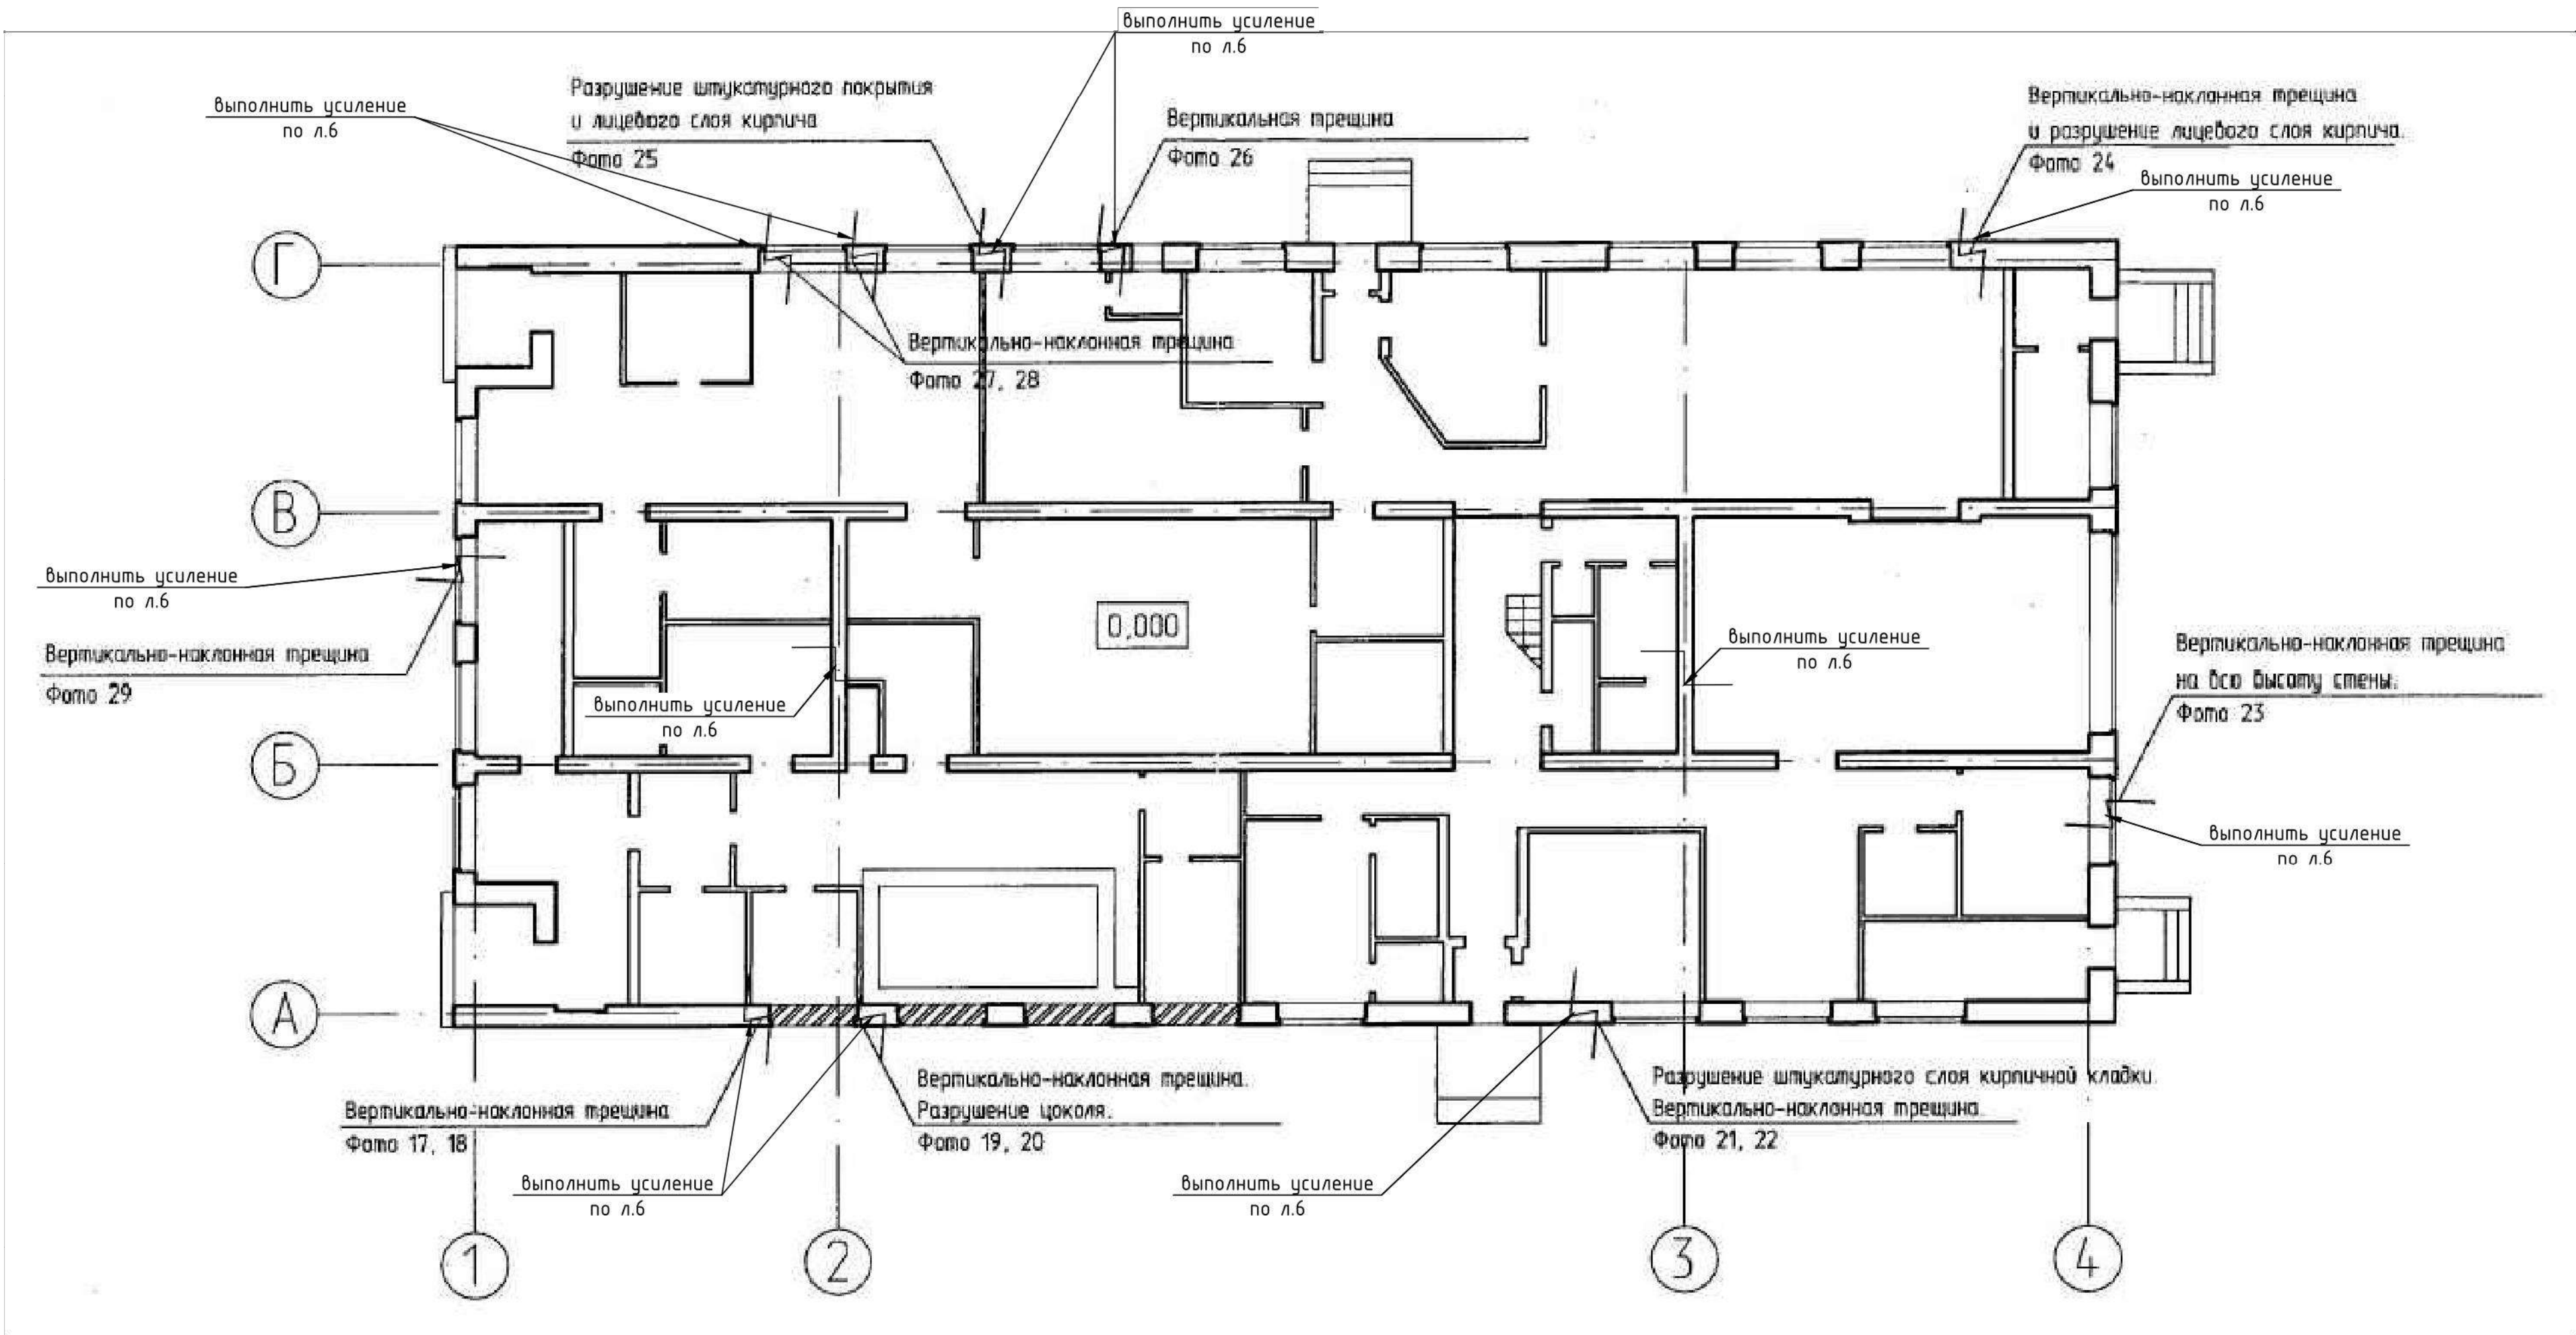 выполнить усиление
по л.6
выполнить усиление
по л.6
Разрушение штукатурного покрытия
и лицевого слоя кирпича
Фото 25
Вертикальная трещина
Фото 26
Вертикально-наклонная трещина
и разрушение лицевого слоя кирпича.
Фото 24
выполнить усиление
по л.6
Г
Вертикально-наклонная трещина
Фото 27, 28
В
выполнить усиление
по л.6
Вертикально-наклонная трещина
Фото 29
0,000
выполнить усиление
по л.6
выполнить усиление
по л.6
Вертикально-наклонная трещина
на всю высоту стены.
Фото 23
Б
выполнить усиление
по л.6
А
Вертикально-наклонная трещина
Фото 17, 18
Вертикально-наклонная трещина.
Разрушение цоколя.
Фото 19, 20
Разрушение штукатурного слоя кирпичной кладки.
Вертикально-наклонная трещина.
Фото 21, 22
выполнить усиление
по л.6
выполнить усиление
по л.6
1
2
3
4